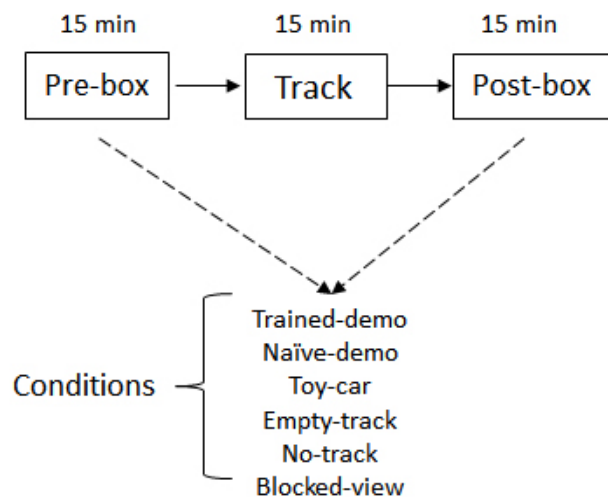 15 min 15 min 15 min
Pre-box Track Post-box
Trained-demo
Naïve-demo
Conditions Toy-car
Empty-track
No-track
Blocked-view